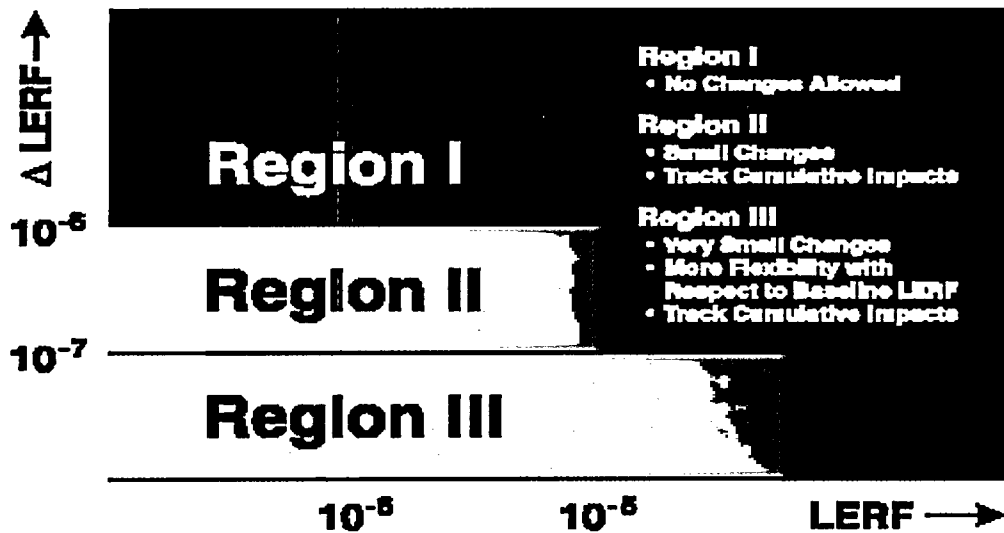 Δ LERF→
Region I
• No Changes Allowed
Region II
• Small Changes
• Track Cumulative Impacts
Region III
• Very Small Changes
• More Flexibility with
Respect to Baseline LERF
• Track Cumulative Impacts
Region I
10⁻⁶
Region II
10⁻⁷
Region III
10⁻⁶ 10⁻⁵ LERF →